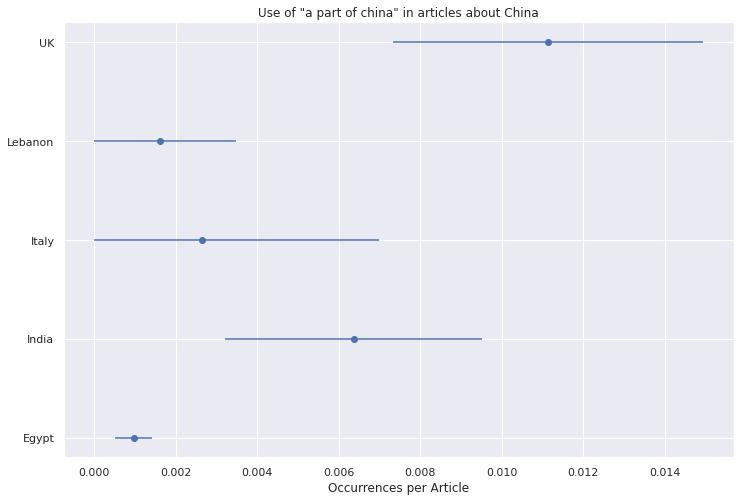 Use of "a part of china" in articles about China
UK
Lebanon
Italy
India
Egypt
0.000 0.002 0.004 0.006 0.008 0.010 0.012 0.014
Occurrences per Article